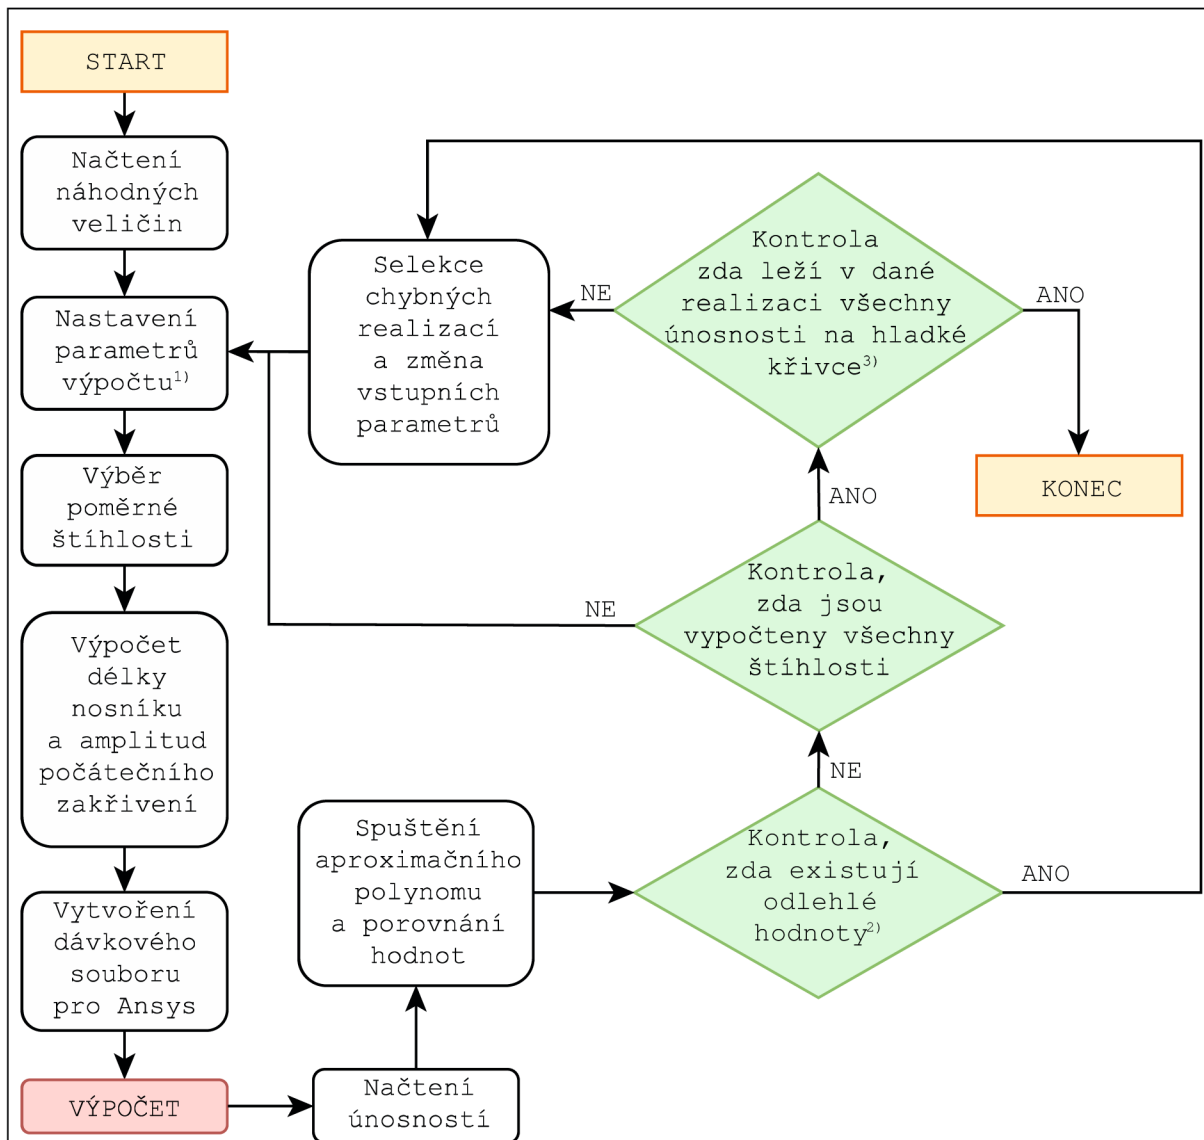 START
Načtení
náhodných
veličin
Nastavení
parametrů
výpočtu1)
Výběr
poměrné
štíhlosti
Výpočet
délky
nosníku
a amplitud
počátečního
zakřivení
Vytvoření
dávkového
souboru
pro Ansys
VÝPOČET
Načtení
únosností
Spuštění
aproximačního
polynomu
a porovnání
hodnot
Kontrola,
zda existují
odlehlé
hodnoty2)
ANO
NE
Kontrola,
zda jsou
vypočteny všechny
štíhlosti
NE
ANO
Kontrola
zda leží v dané
realizaci všechny
únosnosti na hladké
křivce3)
NE
ANO
Selekce
chybných
realizací
a změna
vstupních
parametrů
KONEC